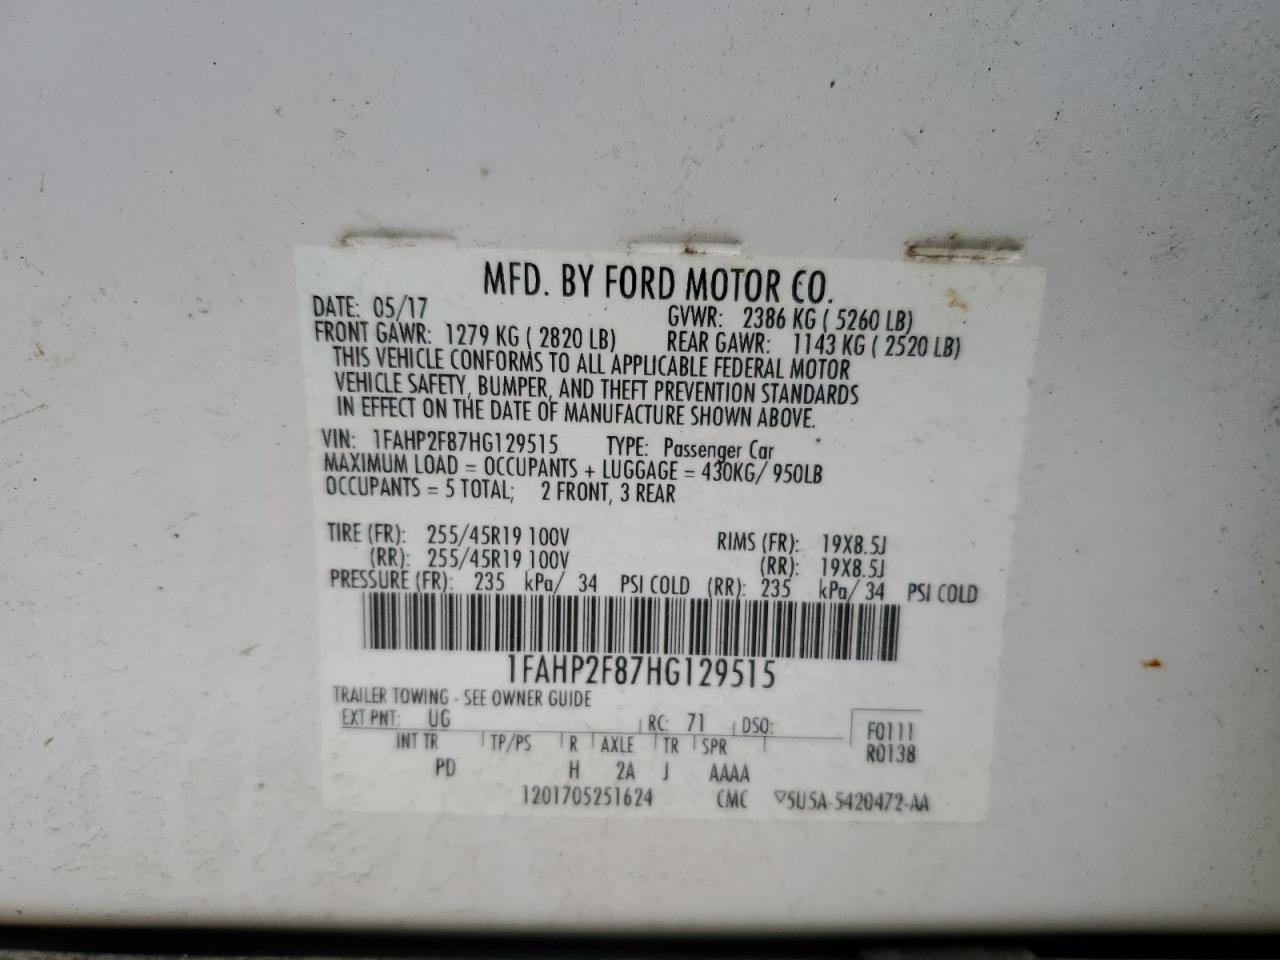 MFD. BY FORD MOTOR CO.
DATE: 05/17 GVWR: 2386 KG ( 5260 LB)
FRONT GAWR: 1279 KG ( 2820 LB) REAR GAWR: 1143 KG ( 2520 LB)
THIS VEHICLE CONFORMS TO ALL APPLICABLE FEDERAL MOTOR
VEHICLE SAFETY, BUMPER, AND THEFT PREVENTION STANDARDS
IN EFFECT ON THE DATE OF MANUFACTURE SHOWN ABOVE.
VIN: 1FAHP2F87HG129515 TYPE: Passenger Car
MAXIMUM LOAD = OCCUPANTS + LUGGAGE = 430KG/ 950LB
OCCUPANTS = 5 TOTAL; 2 FRONT, 3 REAR
TIRE (FR): 255/45R19 100V RIMS (FR): 19X8.5J
(RR): 255/45R19 100V (RR): 19X8.5J
PRESSURE (FR): 235 kPa/ 34 PSI COLD (RR): 235 kPa/ 34 PSI COLD
1FAHP2F87HG129515
TRAILER TOWING - SEE OWNER GUIDE
EXT PNT: UG RC: 71 DSO: F0111
INT TR TP/PS R AXLE TR SPR R0138
PD H 2A J AAAA
1201705251624 CMC ▽5U5A-5420472-AA